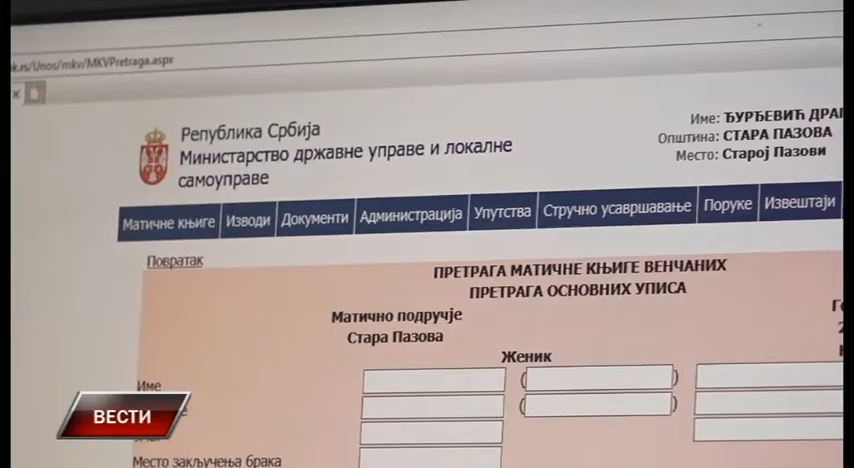 k.rs/Unos/mkv/MKVPretraga.aspx
Република Србија
Министарство државне управе и локалне
самоуправе
Име: ЂУРЂЕВИЋ
Општина: СТАРА ПАЗОВА
Место: Старој Пазови
Матичне књиге Изводи Документи Администрација Упутства Стручно усавршавање Поруке Извештаји
Повратак
ПРЕТРАГА МАТИЧНЕ КЊИГЕ ВЕНЧАНИХ
ПРЕТРАГА ОСНОВНИХ УПИСА
Матично подручје
Стара Пазова
Женик
Име
ВЕСТИ
Место закључења брака